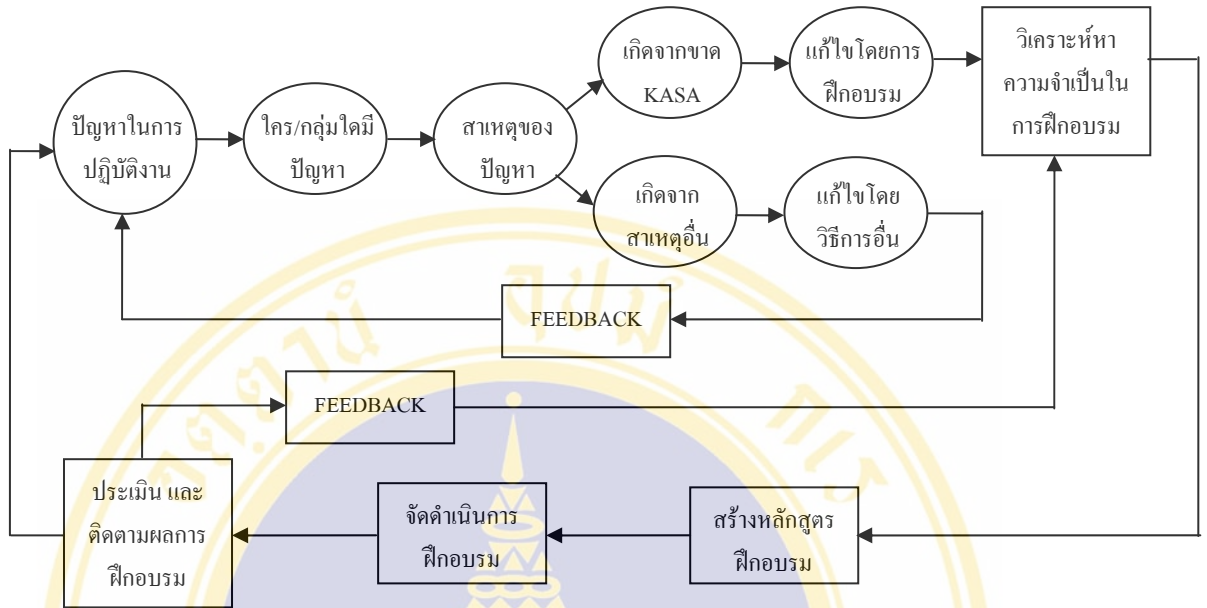 ปัญหาในการ
ปฏิบัติงาน
ใคร/กลุ่มใดมี
ปัญหา
สาเหตุของ
ปัญหา
เกิดจากขาด
KASA
แก้ไขโดยการ
ฝึกอบรม
วิเคราะห์หา
ความจำเป็นใน
การฝึกอบรม
เกิดจาก
สาเหตุอื่น
แก้ไขโดย
วิธีการอื่น
FEEDBACK
FEEDBACK
ประเมิน และ
ติดตามผลการ
ฝึกอบรม
จัดดำเนินการ
ฝึกอบรม
สร้างหลักสูตร
ฝึกอบรม